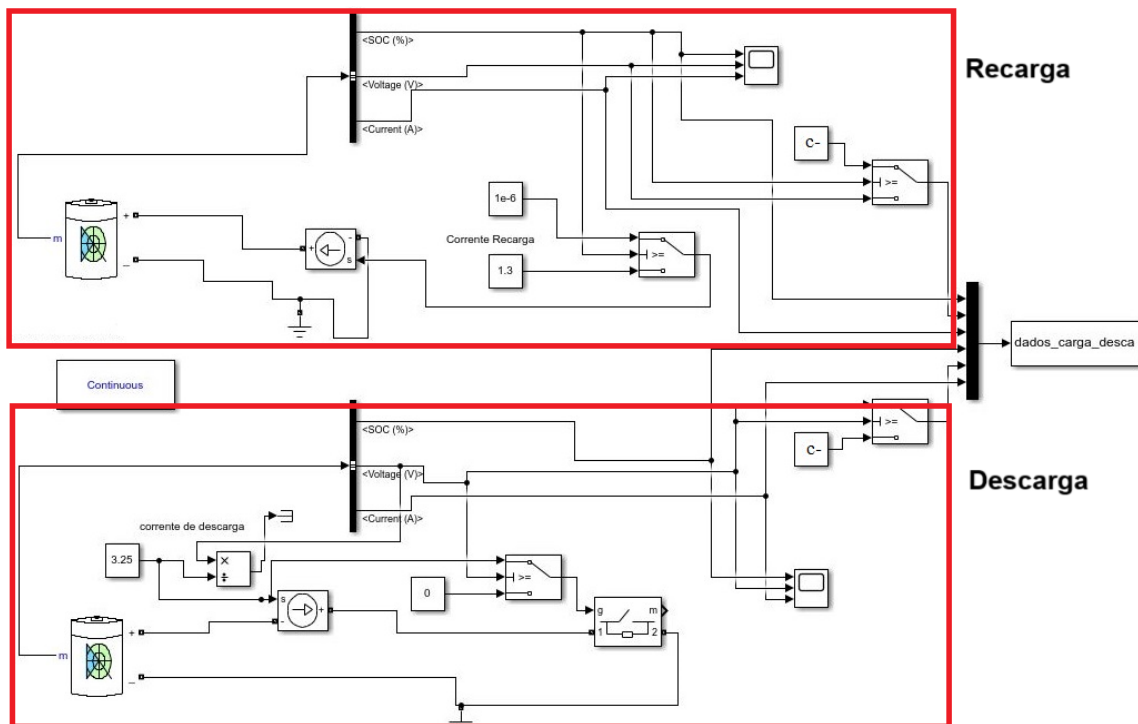 <SOC (%)>
<Voltage (V)>
<Current (A)>
Recarga
C-
>=
1e-6
Corrente Recarga
>=
1.3
+
-
+
s
m
_
dados_carga_desca
Continuous
>=
C-
<SOC (%)>
<Voltage (V)>
<Current (A)>
Descarga
corrente de descarga
3.25
×
÷
>=
0
s
+
-
g
m
1
2
+
m
_